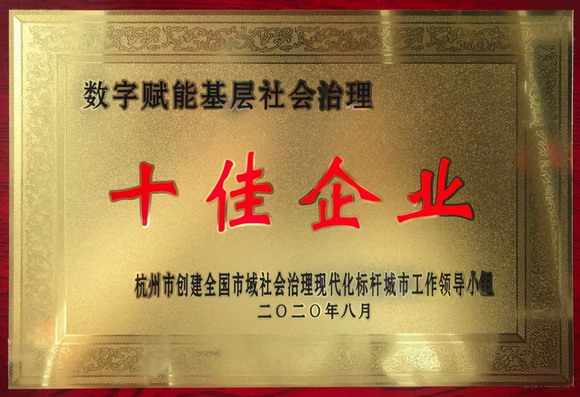 数字赋能基层社会治理
十佳企业
杭州市创建全国市域社会治理现代化标杆城市工作领导小组
二〇二〇年八月